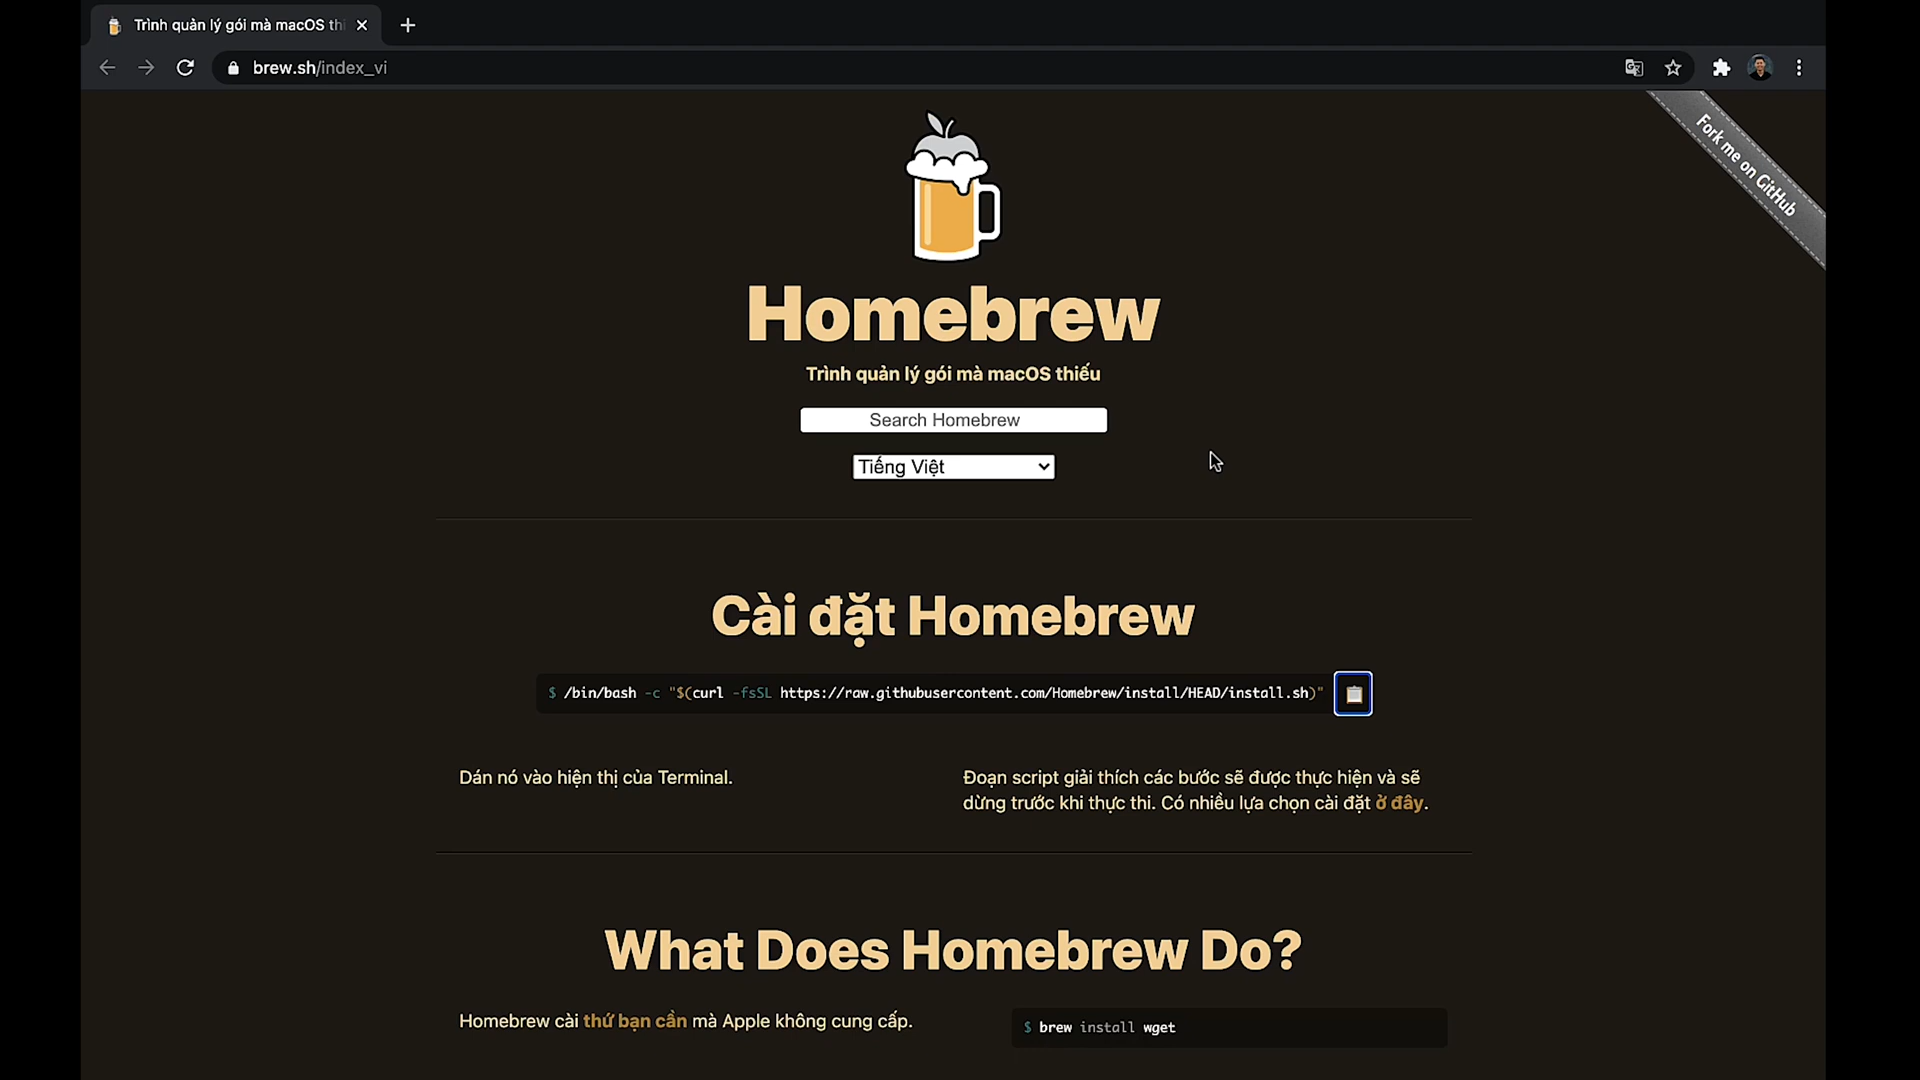 Trình quản lý gói mà macOS thi
brew.sh/index_vi
Fork me on GitHub
Homebrew
Trình quản lý gói mà macOS thiếu
Search Homebrew
Tiếng Việt
Cài đặt Homebrew
$ /bin/bash -c "$(curl -fsSL https://raw.githubusercontent.com/Homebrew/install/HEAD/install.sh)"
Dán nó vào hiện thị của Terminal.
Đoạn script giải thích các bước sẽ được thực hiện và sẽ
dừng trước khi thực thi. Có nhiều lựa chọn cài đặt ở đây.
What Does Homebrew Do?
Homebrew cài thứ bạn cần mà Apple không cung cấp.
$ brew install wget